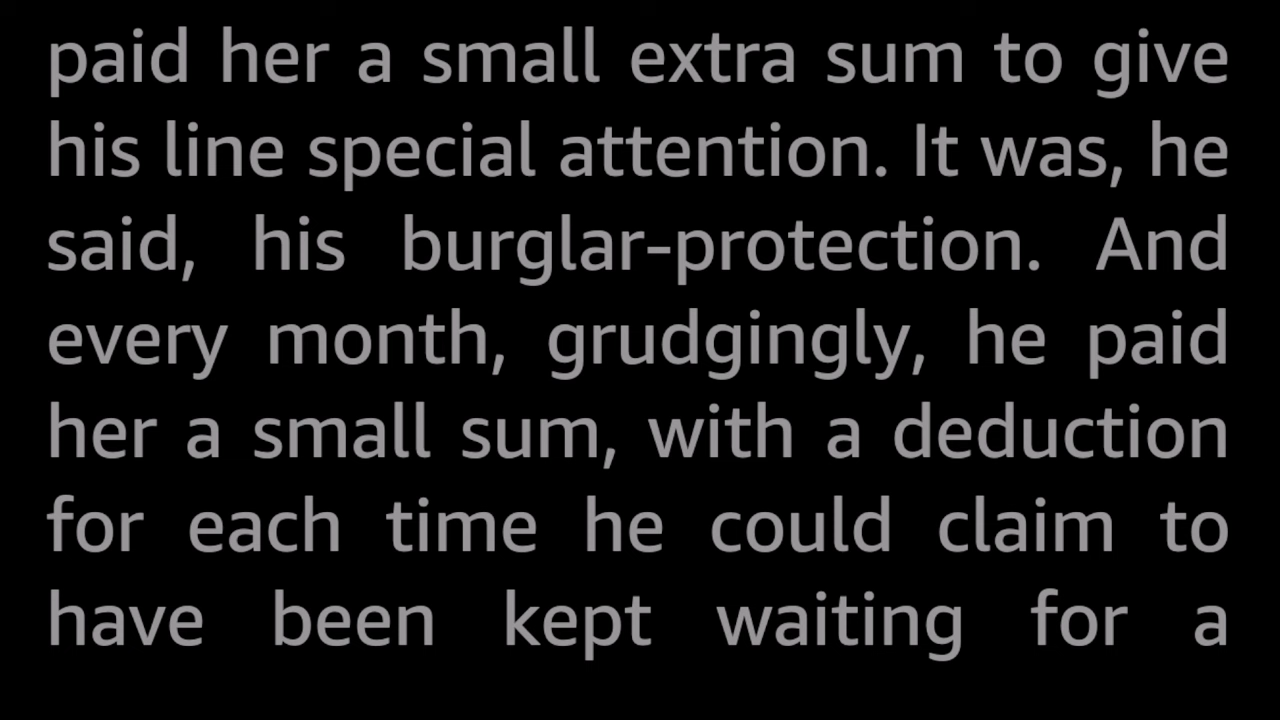 paid her a small extra sum to give
his line special attention. It was, he
said, his burglar-protection. And
every month, grudgingly, he paid
her a small sum, with a deduction
for each time he could claim to
have been kept waiting for a